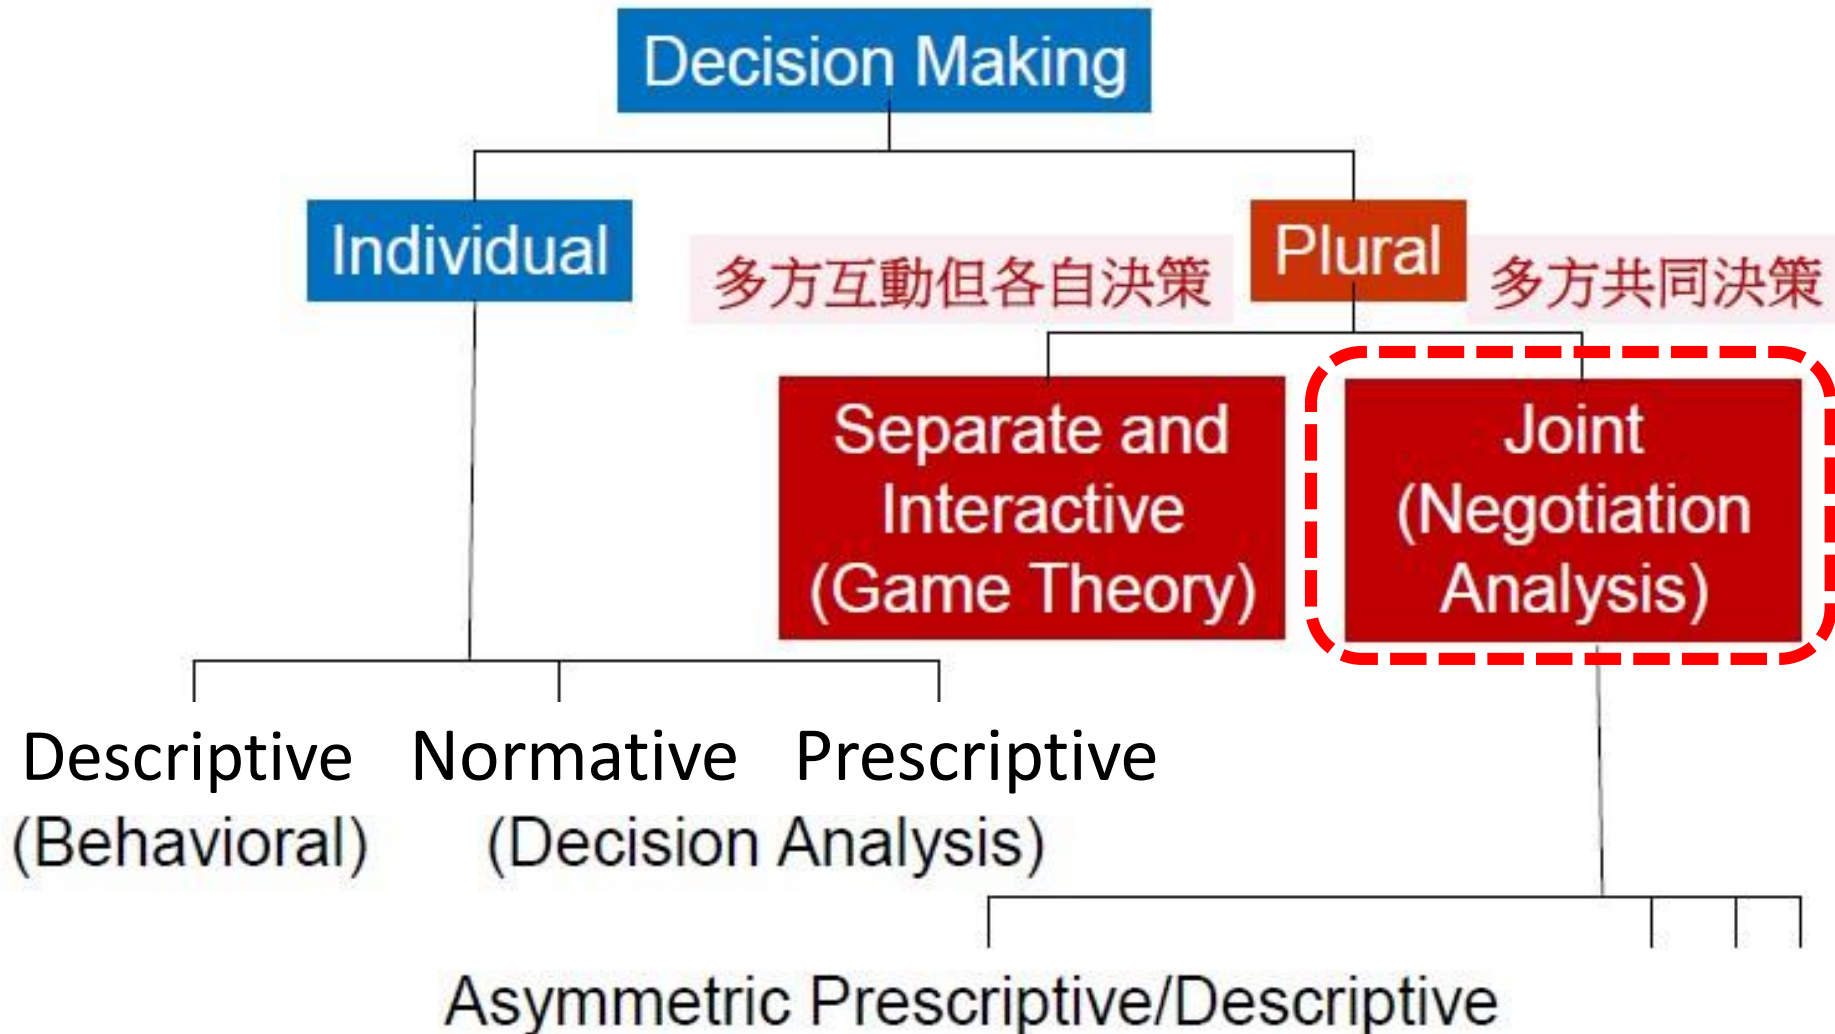 Decision Making
Individual
多方互動但各自決策
Plural
多方共同決策
Separate and
Interactive
(Game Theory)
Joint
(Negotiation
Analysis)
Descriptive Normative Prescriptive
(Behavioral) (Decision Analysis)
Asymmetric Prescriptive/Descriptive